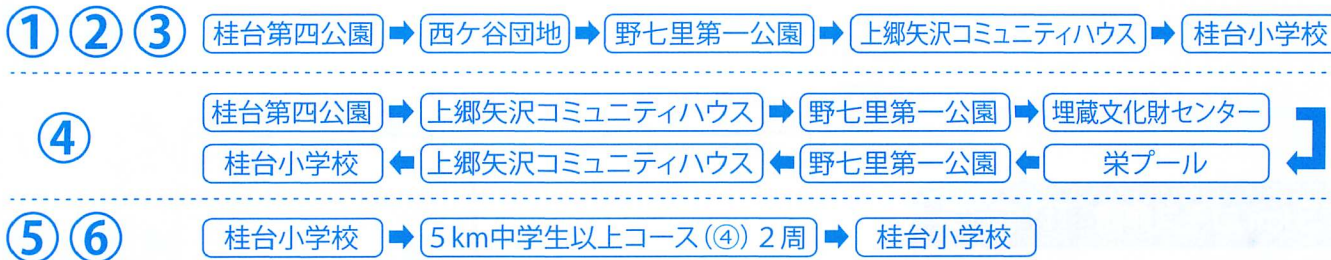 ①②③ 桂台第四公園➡西ケ谷団地➡野七里第一公園➡上郷矢沢コミュニティハウス➡桂台小学校
④ 桂台第四公園➡上郷矢沢コミュニティハウス➡野七里第一公園➡埋蔵文化財センター
桂台小学校⬅上郷矢沢コミュニティハウス⬅野七里第一公園⬅栄プール
⑤⑥ 桂台小学校➡5km中学生以上コース(④)2周➡桂台小学校